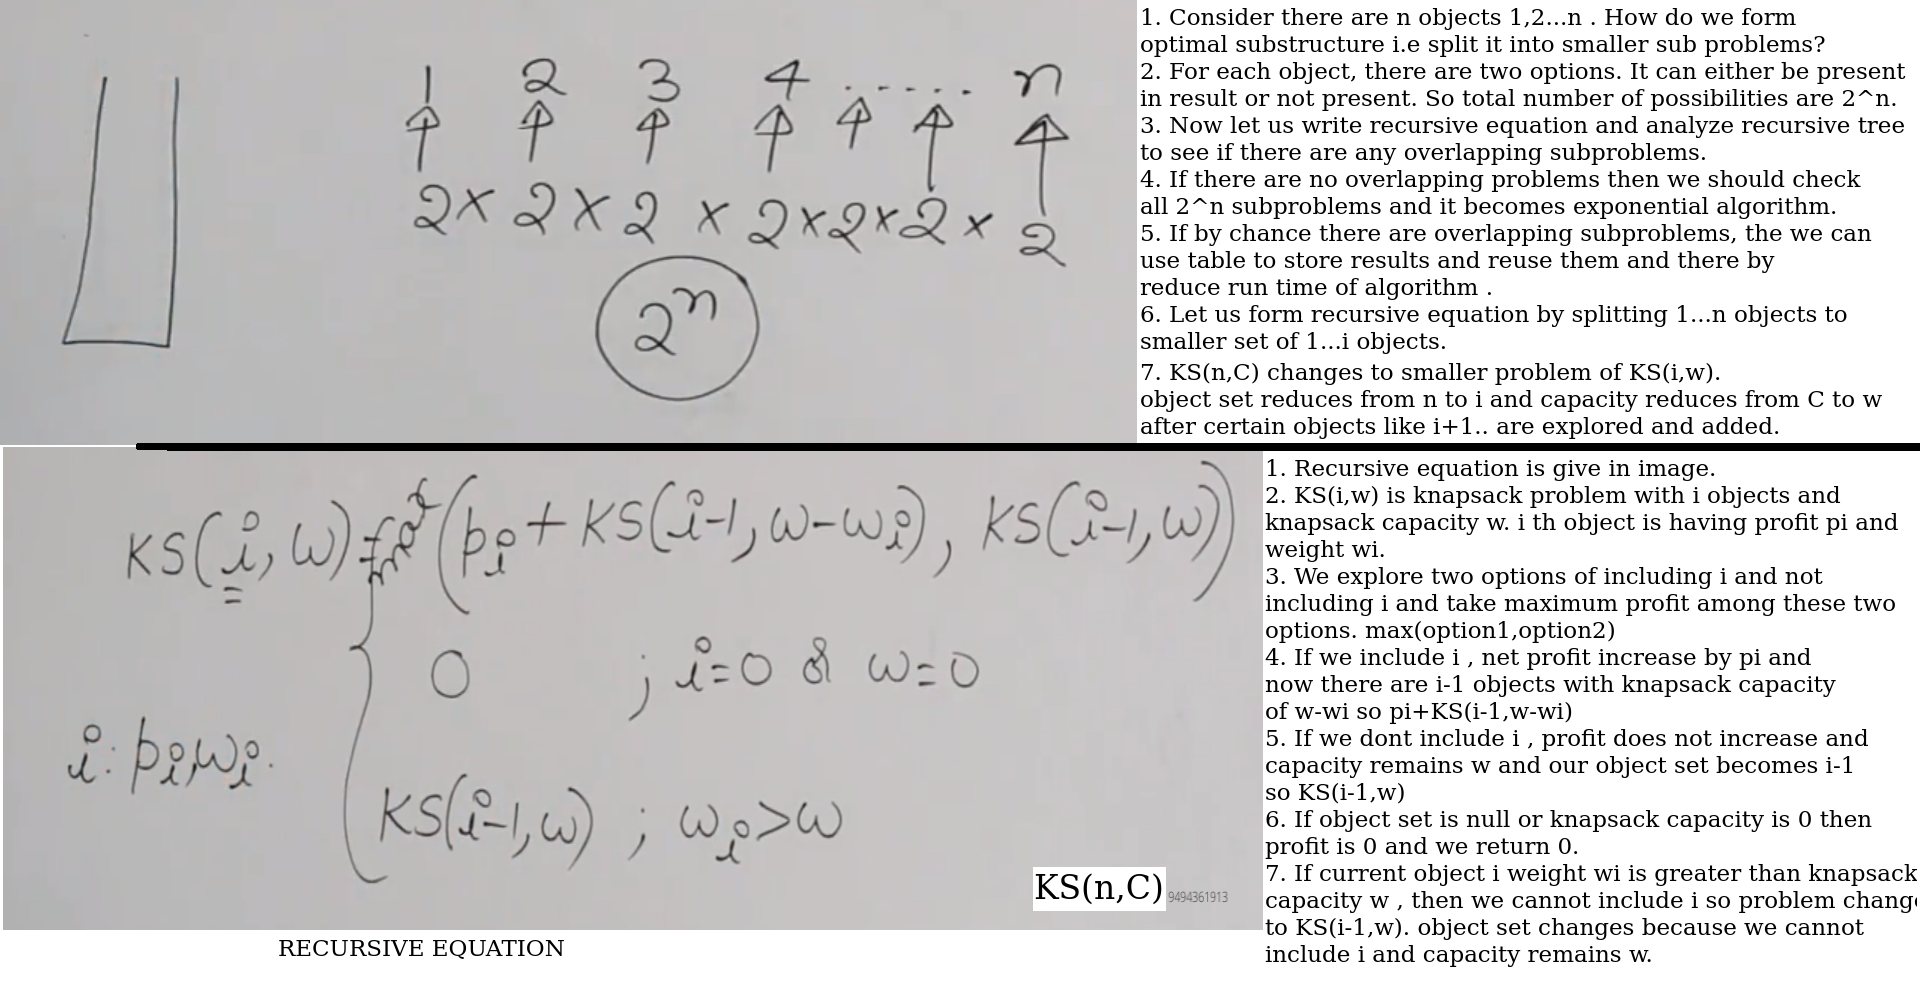 1 2 3 4 ..... n
2 x 2 x 2 x 2 x 2 x 2 x 2
2^n
1. Consider there are n objects 1,2...n . How do we form
optimal substructure i.e split it into smaller sub problems?
2. For each object, there are two options. It can either be present
in result or not present. So total number of possibilities are 2^n.
3. Now let us write recursive equation and analyze recursive tree
to see if there are any overlapping subproblems.
4. If there are no overlapping problems then we should check
all 2^n subproblems and it becomes exponential algorithm.
5. If by chance there are overlapping subproblems, the we can
use table to store results and reuse them and there by
reduce run time of algorithm .
6. Let us form recursive equation by splitting 1...n objects to
smaller set of 1...i objects.
7. KS(n,C) changes to smaller problem of KS(i,w).
object set reduces from n to i and capacity reduces from C to w
after certain objects like i+1.. are explored and added.
KS(i, w) = max(pi + KS(i-1, w-wi), KS(i-1, w))
0 ; i=0 or w=0
i: pi, wi.
KS(i-1, w) ; wi>w
KS(n,C)
9494361913
RECURSIVE EQUATION
1. Recursive equation is give in image.
2. KS(i,w) is knapsack problem with i objects and
knapsack capacity w. i th object is having profit pi and
weight wi.
3. We explore two options of including i and not
including i and take maximum profit among these two
options. max(option1,option2)
4. If we include i , net profit increase by pi and
now there are i-1 objects with knapsack capacity
of w-wi so pi+KS(i-1,w-wi)
5. If we dont include i , profit does not increase and
capacity remains w and our object set becomes i-1
so KS(i-1,w)
6. If object set is null or knapsack capacity is 0 then
profit is 0 and we return 0.
7. If current object i weight wi is greater than knapsack
capacity w , then we cannot include i so problem chang
to KS(i-1,w). object set changes because we cannot
include i and capacity remains w.